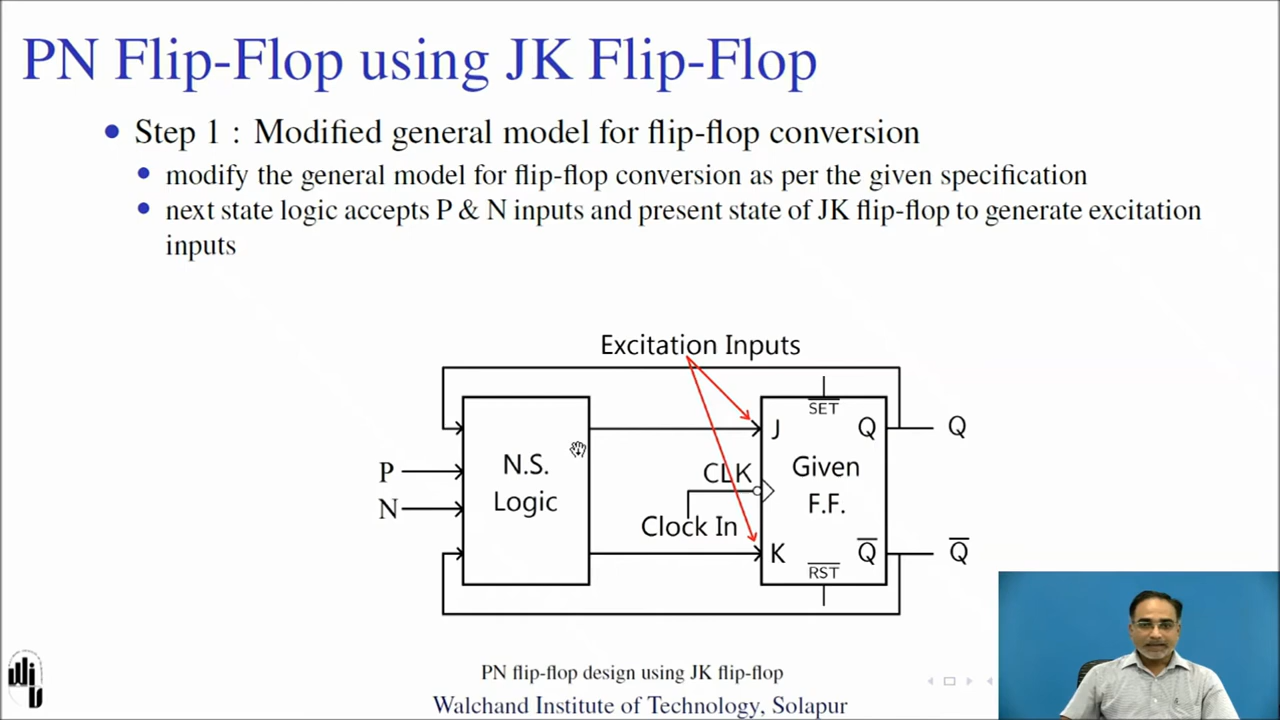 PN Flip-Flop using JK Flip-Flop
Step 1 : Modified general model for flip-flop conversion
modify the general model for flip-flop conversion as per the given specification
next state logic accepts P & N inputs and present state of JK flip-flop to generate excitation
inputs
Excitation Inputs
SET
J
Q
Q
P
N.S.
Logic
CLK
Given
F.F.
N
Clock In
K
Q̅
Q̅
RST
PN flip-flop design using JK flip-flop
Walchand Institute of Technology, Solapur